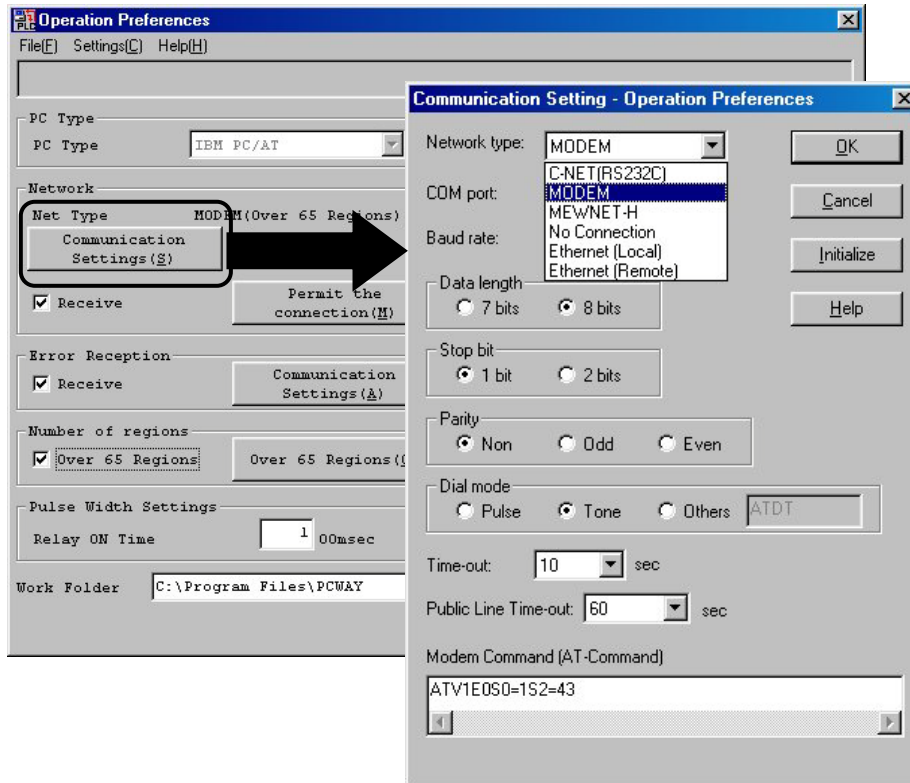 PLC Operation Preferences
File(F) Settings(C) Help(H)
PC Type
PC Type IBM PC/AT
Network
Net Type MODEM(Over 65 Regions)
Communication
Settings(S)
Receive
Permit the
connection(M)
Error Reception
Receive
Communication
Settings(A)
Number of regions
Over 65 Regions
Over 65 Regions(
Pulse Width Settings
Relay ON Time 1 00msec
Work Folder C:\Program Files\PCWAY
Communication Setting - Operation Preferences
Network type: MODEM
C-NET(RS232C)
MODEM
MEWNET-H
No Connection
Ethernet (Local)
Ethernet (Remote)
COM port:
Baud rate:
OK
Cancel
Initialize
Help
Data length
7 bits 8 bits
Stop bit
1 bit 2 bits
Parity
Non Odd Even
Dial mode
Pulse Tone Others ATDT
Time-out: 10 sec
Public Line Time-out: 60 sec
Modem Command (AT-Command)
ATV1E0S0=1S2=43